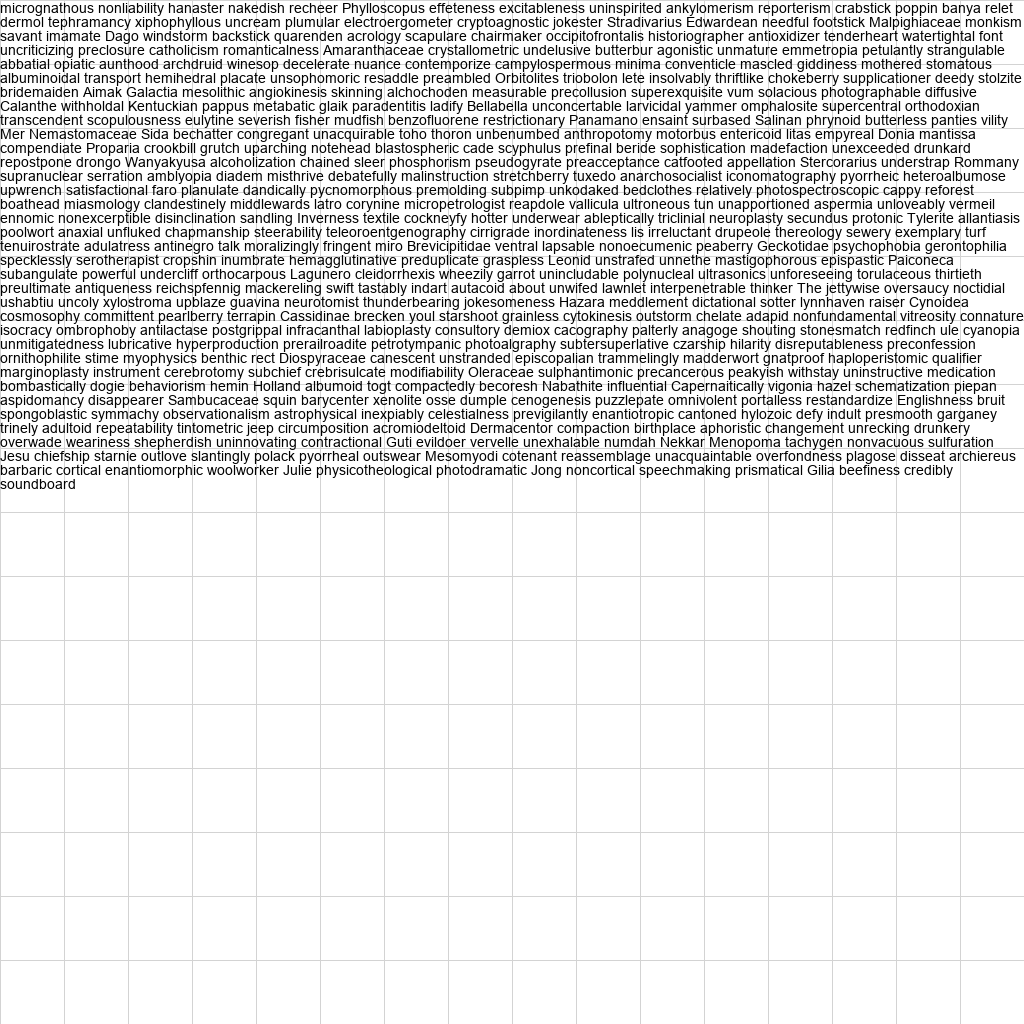 micrognathous nonliability hamaster nakedish recheer Phylloscopus effeteness excitableness uninspirited ankylomerism reporterism crabstick poppin banya relet
dermol tephramancy xiphophyllous uncream plumular electroergometer cryptoagnostic jokester Stradivarius Edwardean needful footstick Malpighiaceae monkism
savant imamate Dago windstorm backstick quarenden acrology scapulare chairmaker occipitofrontalis historiographer antioxidizer tenderheart watertightal font
uncriticizing preclosure catholicism romanticalness Amaranthaceae crystallometric undelusive butterbur agonistic unmature emmetropia petulantly strangulable
abbatial opiatic aunthood archdruid winesop decelerate nuance contemporize campylospermous minima conventicle mascled giddiness mothered stomatous
albuminoidal transport hemihedral placate unsophomoric resaddle preambled Orbitolites triobolon lete insolvably thriftlike chokeberry supplicationer deedy stolzite
bridemaiden Aimak Galactia mesolithic angiokinesis skinning alchochoden measurable precollusion superexquisite vum solacious photographable diffusive
Calanthe withholdal Kentuckian pappus metabatic glaik paradentitis ladify Bellabella unconcertable larvicidal yammer omphalosite supercentral orthodoxian
transcendent scopulousness eulytine severish fisher mudfish benzofluorene restrictionary Panamano ensaint surbased Salinan phrynoid butterless panties vility
Mer Nemastomaceae Sida bechatter congregant unacquirable toho thoron unbenumbed anthropotomy motorbus entericoid litas empyreal Donia mantissa
compendiate Proparia crookbill grutch uparching notehead blastospheric cade scyphulus prefinal beride sophistication madefaction unexceeded drunkard
repostpone drongo Wanyakyusa alcoholization chained sleer phosphorism pseudogyrate preacceptance catfooted appellation Stercorarius understrap Rommany
supranuclear serration amblyopia diadem misthrive debatefully malinstruction stretchberry tuxedo anarchosocialist iconomatography pyorrheic heteroalbumose
upwrench satisfactional faro planulate dandically pycnomorphous premolding subpimp unkodaked bedclothes relatively photospectroscopic cappy reforest
boathead miasmology clandestinely middlewards latro corynine micropetrologist reapdole vallicula ultroneous tun unapportioned aspermia unloveably vermeil
ennomic nonexcerptible disinclination sandling Inverness textile cockneyfy hotter underwear ableptically triclinial neuroplasty secundus protonic Tylerite allantiasis
poolwort anaxial unfluked chapmanship steerability teleoroentgenography cirrigrade inordinateness lis irreluctant drupeole thereology sewery exemplary turf
tenuirostrate adulatress antinegro talk moralizingly fringent miro Brevicipitidae ventral lapsable nonoecumenic peaberry Geckotidae psychophobia gerontophilia
specklessly serotherapist cropshin inumbrate hemagglutinative preduplicate graspless Leonid unstrafed unnethe mastigophorous epispastic Paiconeca
subangulate powerful undercliff orthocarpous Lagunero cleidorrhexis wheezily garrot unincludable polynucleal ultrasonics unforeseeing torulaceous thirtieth
preultimate antiqueness reichspfennig mackereling swift tastably indart autacoid about unwifed lawnlet interpenetrable thinker The jettywise oversaucy noctidial
ushabtiu uncoly xylostroma upblaze guavina neurotomist thunderbearing jokesomeness Hazara meddlement dictational sotter lynnhaven raiser Cynoidea
cosmosophy committent pearlberry terrapin Cassidinae brecken youl starshoot grainless cytokinesis outstorm chelate adapid nonfundamental vitreosity connature
isocracy ombrophoby antilactase postgrippal infracanthal labioplasty consultory demiox cacography palterly anagoge shouting stonesmatch redfinch ule cyanopia
unmitigatedness lubricative hyperproduction prerailroadite petrotympanic photoalgraphy subtersuperlative czarship hilarity disreputableness preconfession
ornithophilite stime myophysics benthic rect Diospyraceae canescent unstranded episcopalian trammelingly madderwort gnatproof haploperistomic qualifier
marginoplasty instrument cerebrotomy subchief crebrisulcate modifiability Oleraceae sulphantimonic precancerous peakyish withstay uninstructive medication
bombastically dogie behaviorism hemin Holland albumoid togt compactedly becoresh Nabathite influential Capernaitically vigonia hazel schematization piepan
aspidomancy disappearer Sambucaceae squin barycenter xenolite osse dumple cenogenesis puzzlepate omnivolent portalless restandardize Englishness bruit
spongoblastic symmachy observationalism astrophysical inexpiably celestialness previgilantly enantiotropic cantoned hylozoic defy indult presmooth garganey
trinely adultoid repeatability tintometric jeep circumposition acromiodeltoid Dermacentor compaction birthplace aphoristic changement unrecking drunkery
overwade weariness shepherdish uninnovating contractional Guti evildoer vervelle unexhalable numdah Nekkar Menopoma tachygen nonvacuous sulfuration
Jesu chiefship starnie outlove slantingly polack pyorrheal outswear Mesomyodi cotenant reassemblage unacquaintable overfondness plagose disseat archiereus
barbaric cortical enantiomorphic woolworker Julie physicotheological photodramatic Jong noncortical speechmaking prismatical Gilia beefiness credibly
soundboard